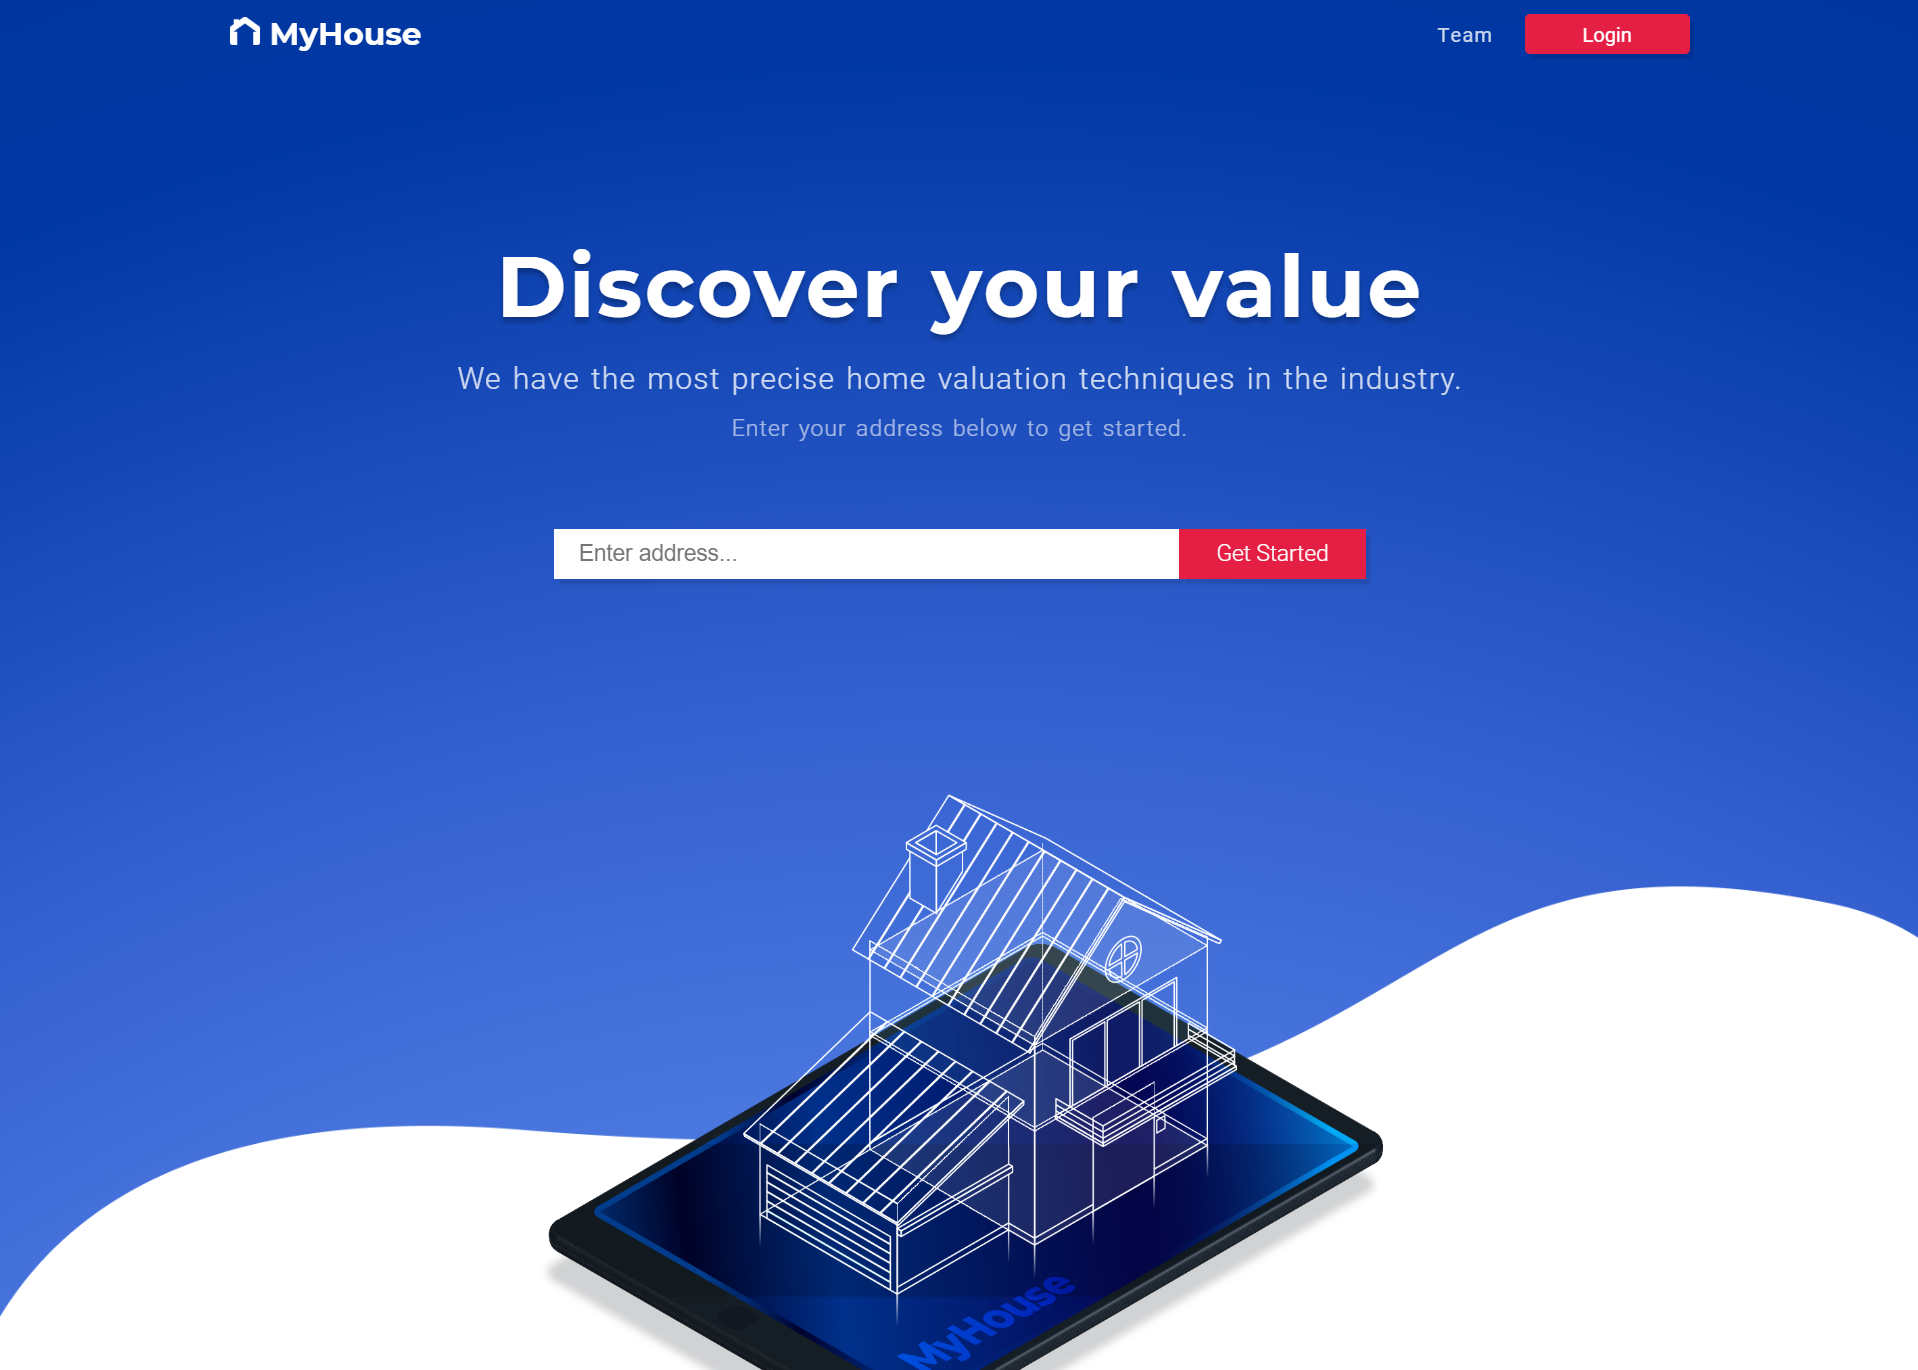 MyHouse
Team
Login
Discover your value
We have the most precise home valuation techniques in the industry.
Enter your address below to get started.
Enter address...
Get Started
MyHouse